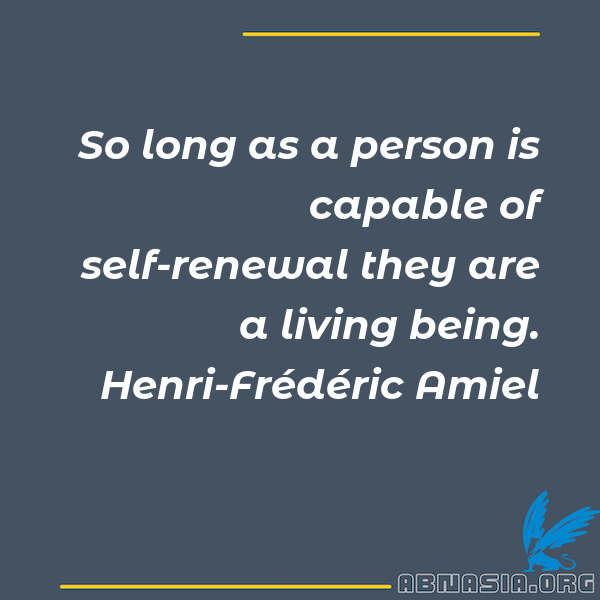 So long as a person is
capable of
self-renewal they are
a living being.
Henri-Frédéric Amiel
ABNASIA.ORG